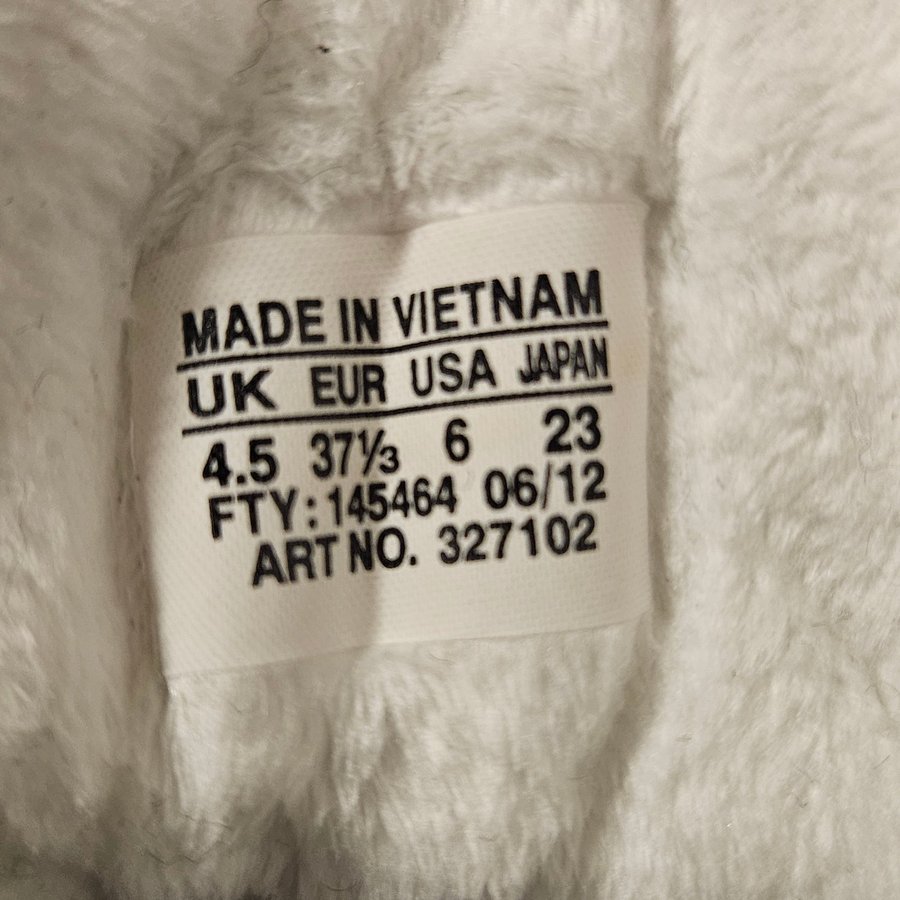 MADE IN VIETNAM
UK EUR USA JAPAN
4.5 37⅓ 6 23
FTY: 145464 06/12
ART NO. 327102